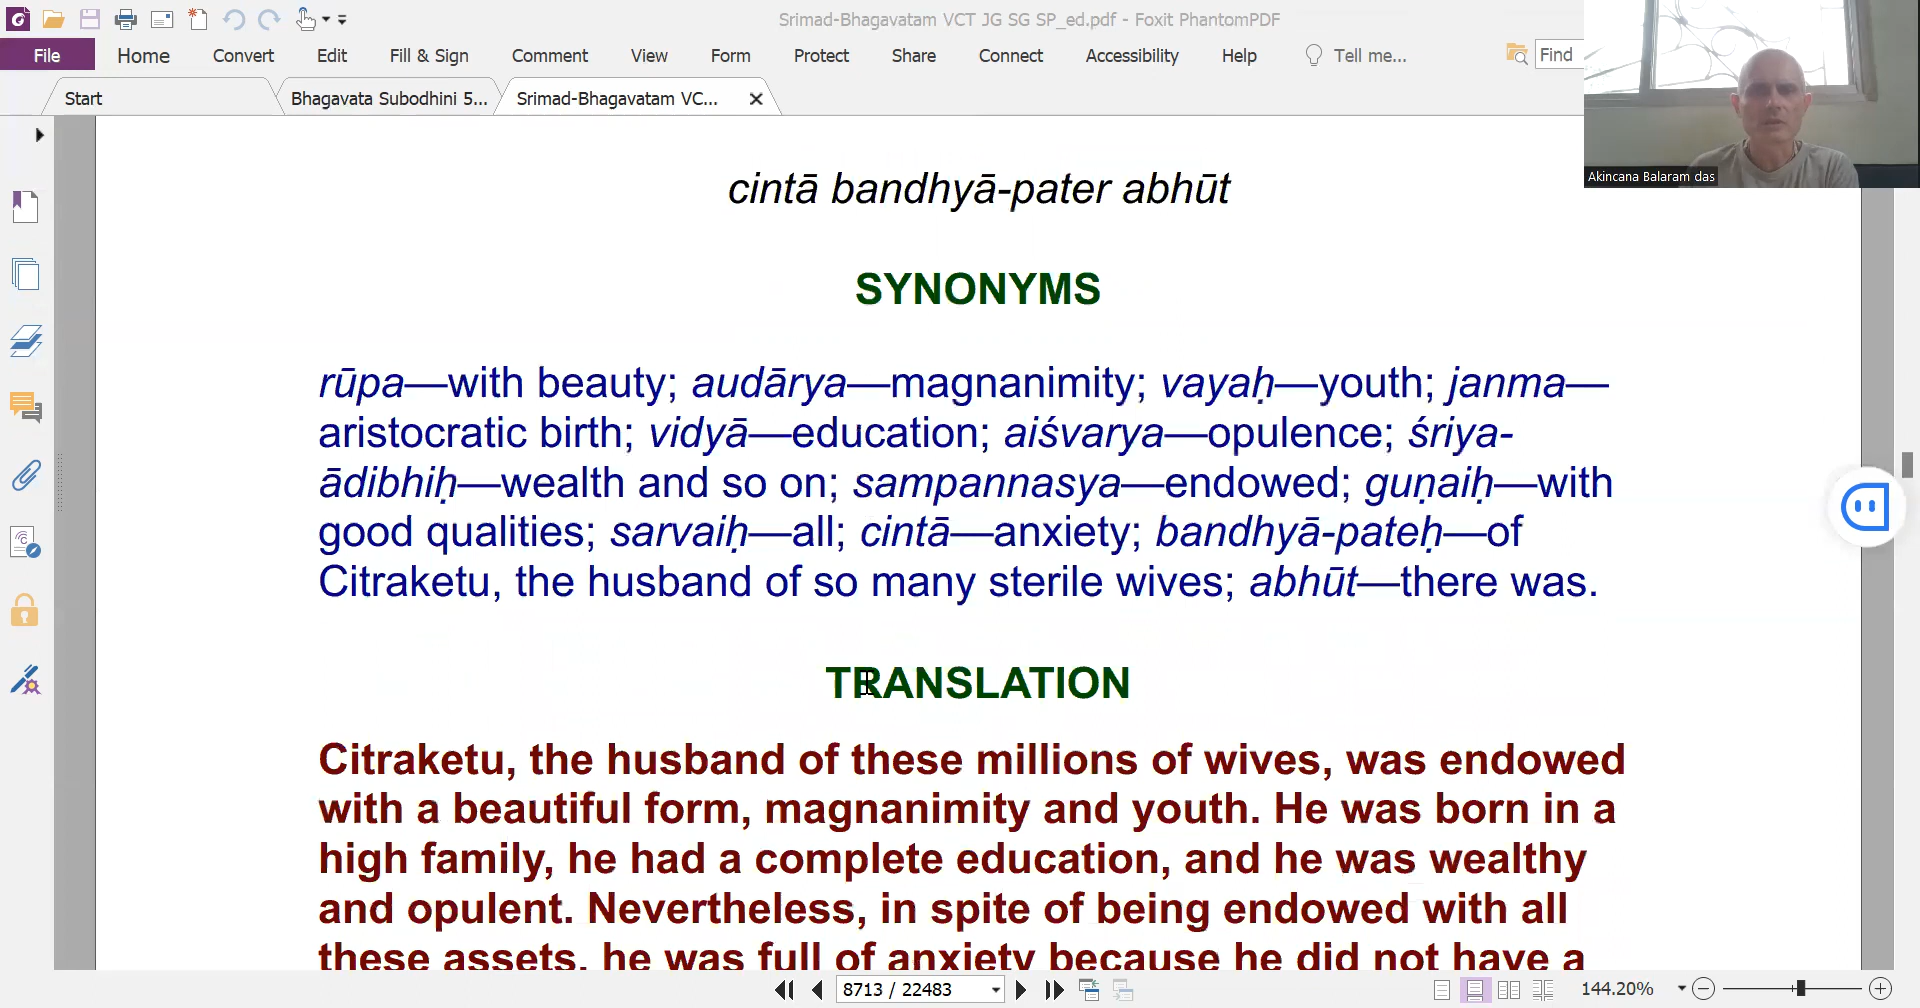 Srimad-Bhagavatam VCT JG SG SP_ed.pdf - Foxit PhantomPDF
File Home Convert Edit Fill & Sign Comment View Form Protect Share Connect Accessibility Help Tell me... Find
Start Bhagavata Subodhini 5... Srimad-Bhagavatam VC...
Akincana Balaram das
cintā bandhyā-pater abhūt
SYNONYMS
rūpa—with beauty; audārya—magnanimity; vayaḥ—youth; janma—
aristocratic birth; vidyā—education; aiśvarya—opulence; śriya-
ādibhiḥ—wealth and so on; sampannasya—endowed; guṇaiḥ—with
good qualities; sarvaiḥ—all; cintā—anxiety; bandhyā-pateḥ—of
Citraketu, the husband of so many sterile wives; abhūt—there was.
TRANSLATION
Citraketu, the husband of these millions of wives, was endowed
with a beautiful form, magnanimity and youth. He was born in a
high family, he had a complete education, and he was wealthy
and opulent. Nevertheless, in spite of being endowed with all
these assets, he was full of anxiety because he did not have a
8713 / 22483
144.20%